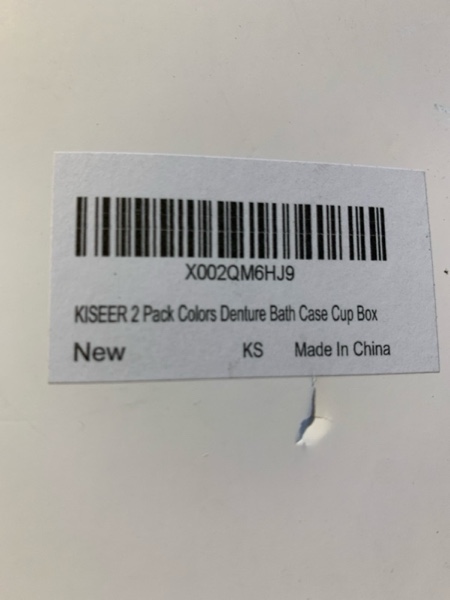 X002QM6HJ9
KISEER 2 Pack Colors Denture Bath Case Cup Box
New KS Made In China